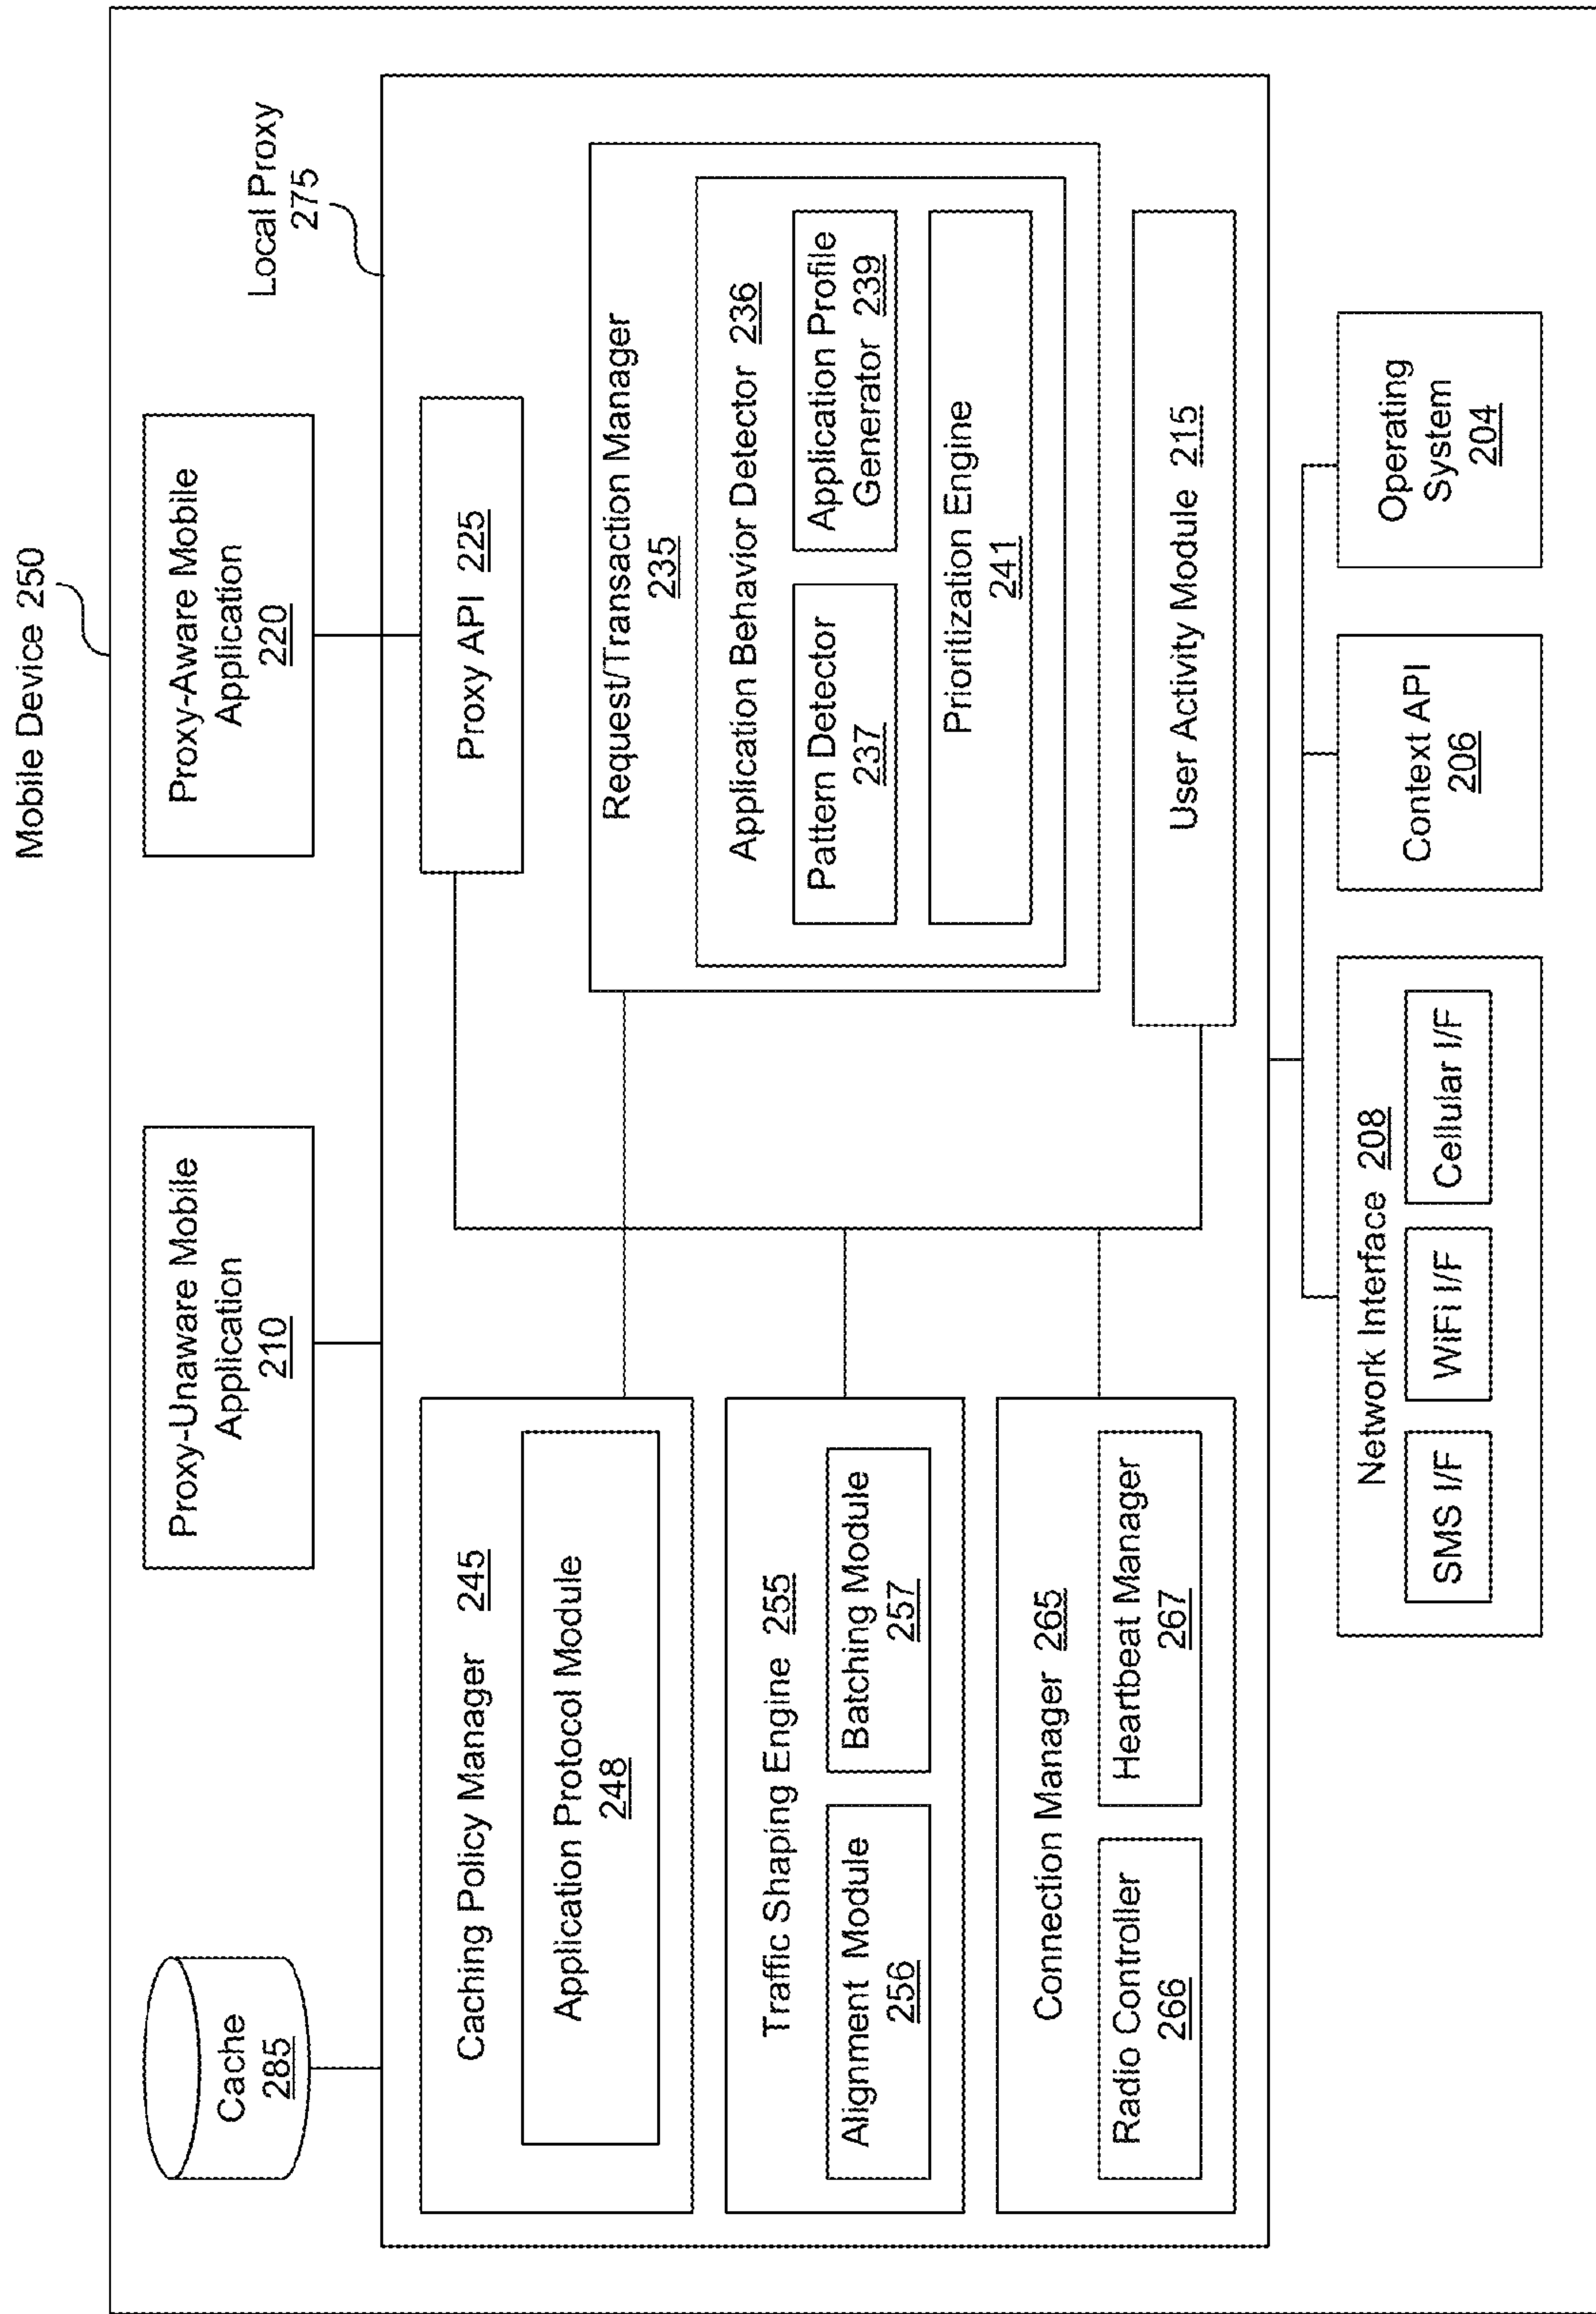 Mobile Device 250
Cache
285
Proxy-Unaware Mobile
Application
210
Proxy-Aware Mobile
Application
220
Local Proxy
275
Caching Policy Manager 245
Application Protocol Module
248
Traffic Shaping Engine 255
Alignment Module
256
Batching Module
257
Connection Manager 265
Radio Controller
266
Heartbeat Manager
267
Proxy API 225
Request/Transaction Manager
235
Application Behavior Detector 236
Pattern Detector
237
Application Profile
Generator 239
Prioritization Engine
241
User Activity Module 215
Network Interface 208
SMS I/F
WiFi I/F
Cellular I/F
Context API
206
Operating
System
204